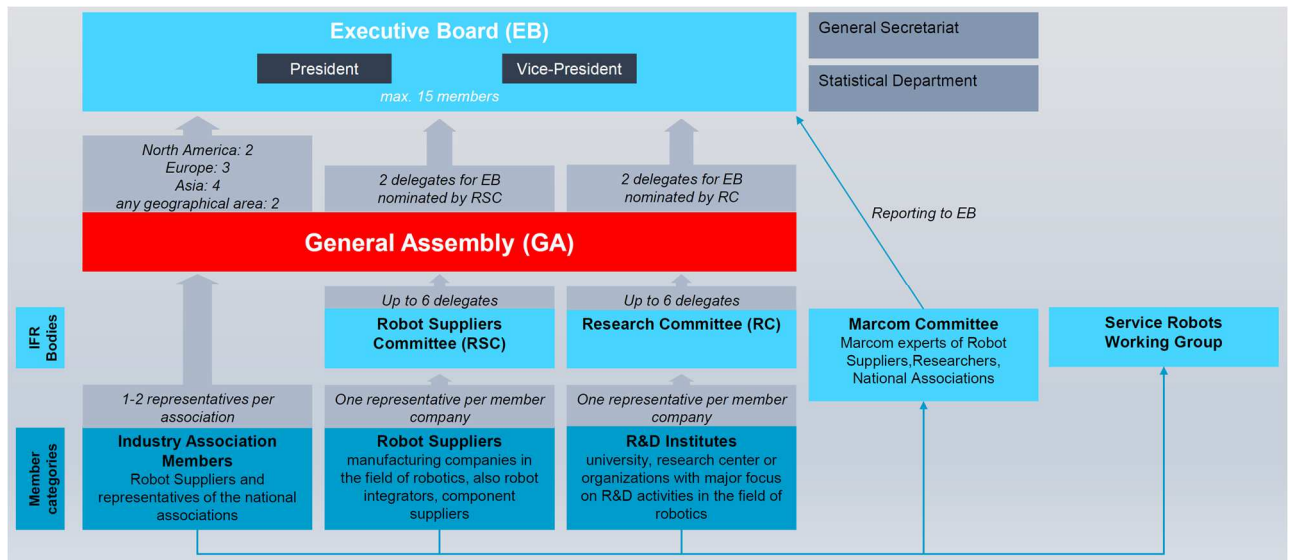 Executive Board (EB)
President
Vice-President
max. 15 members
General Secretariat
Statistical Department
North America: 2
Europe: 3
Asia: 4
any geographical area: 2
2 delegates for EB
nominated by RSC
2 delegates for EB
nominated by RC
Reporting to EB
General Assembly (GA)
IFR
Bodies
Up to 6 delegates
Robot Suppliers
Committee (RSC)
Up to 6 delegates
Research Committee (RC)
Marcom Committee
Marcom experts of Robot
Suppliers,Researchers,
National Associations
Service Robots
Working Group
Member
categories
1-2 representatives per
association
Industry Association
Members
Robot Suppliers and
representatives of the national
associations
One representative per member
company
Robot Suppliers
manufacturing companies in
the field of robotics, also robot
integrators, component
suppliers
One representative per member
company
R&D Institutes
university, research center or
organizations with major focus
on R&D activities in the field of
robotics